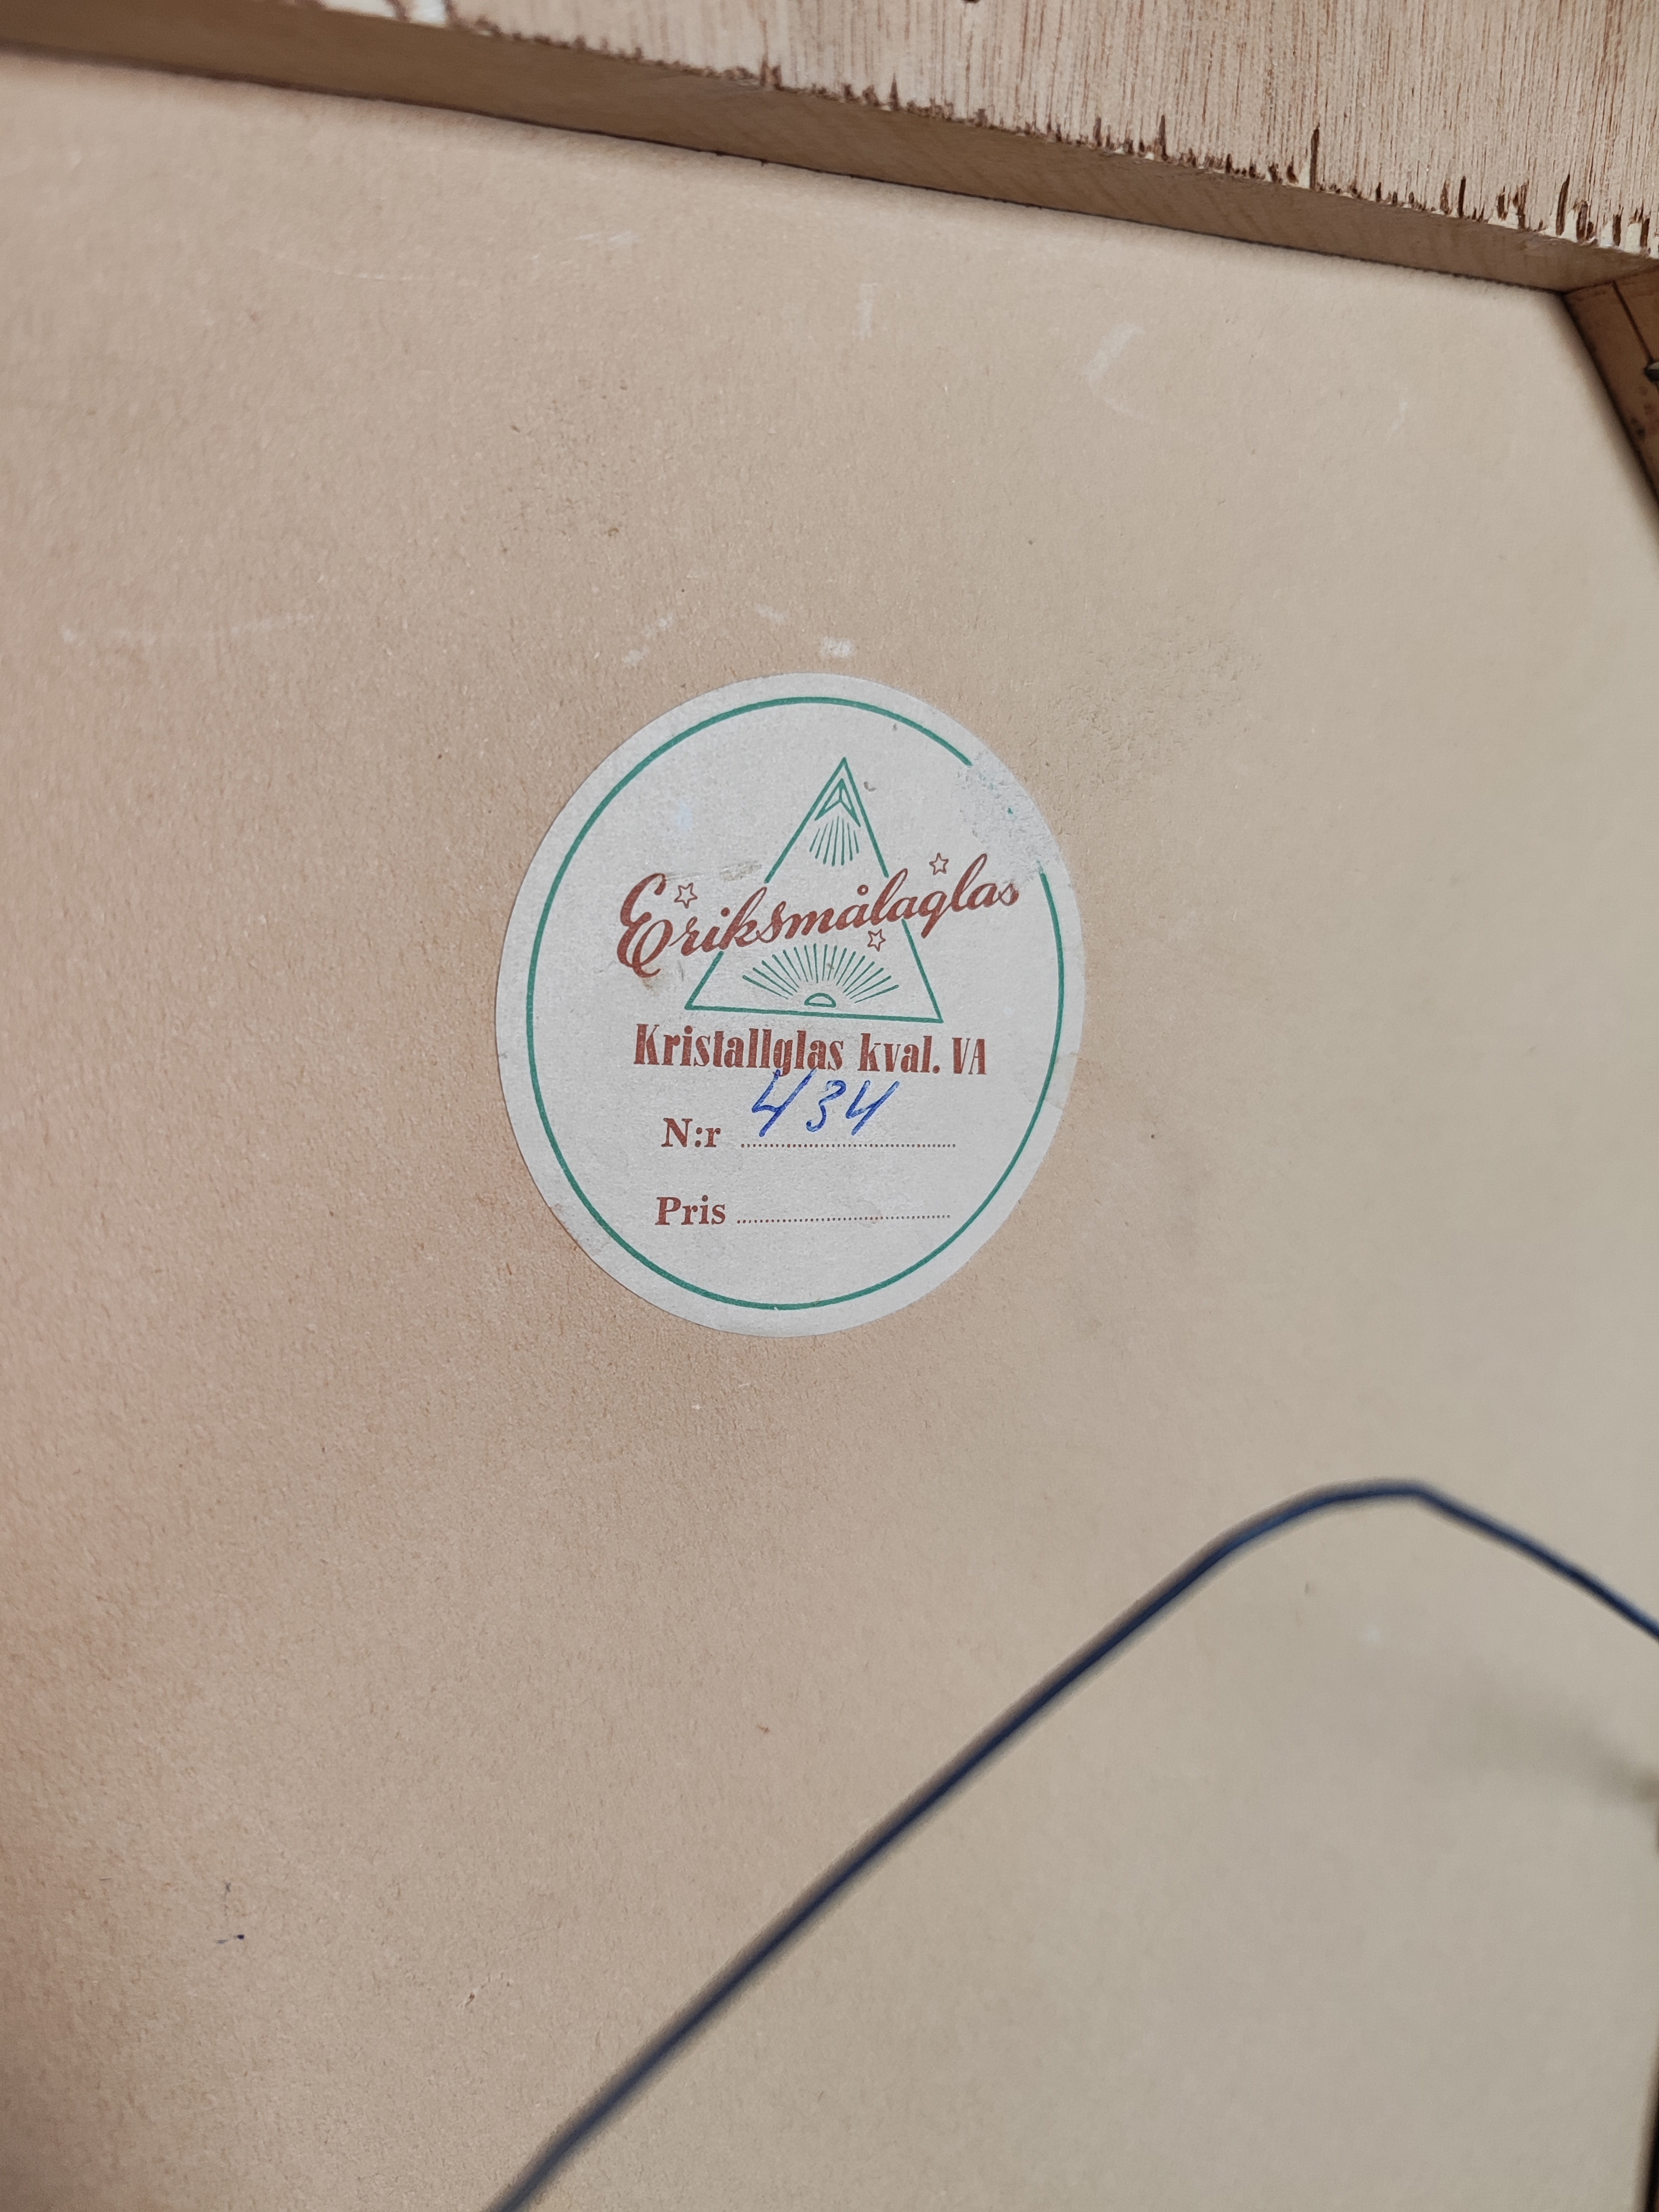 Eriksmålaglas
Kristallglas kval. VA
N:r 434
Pris